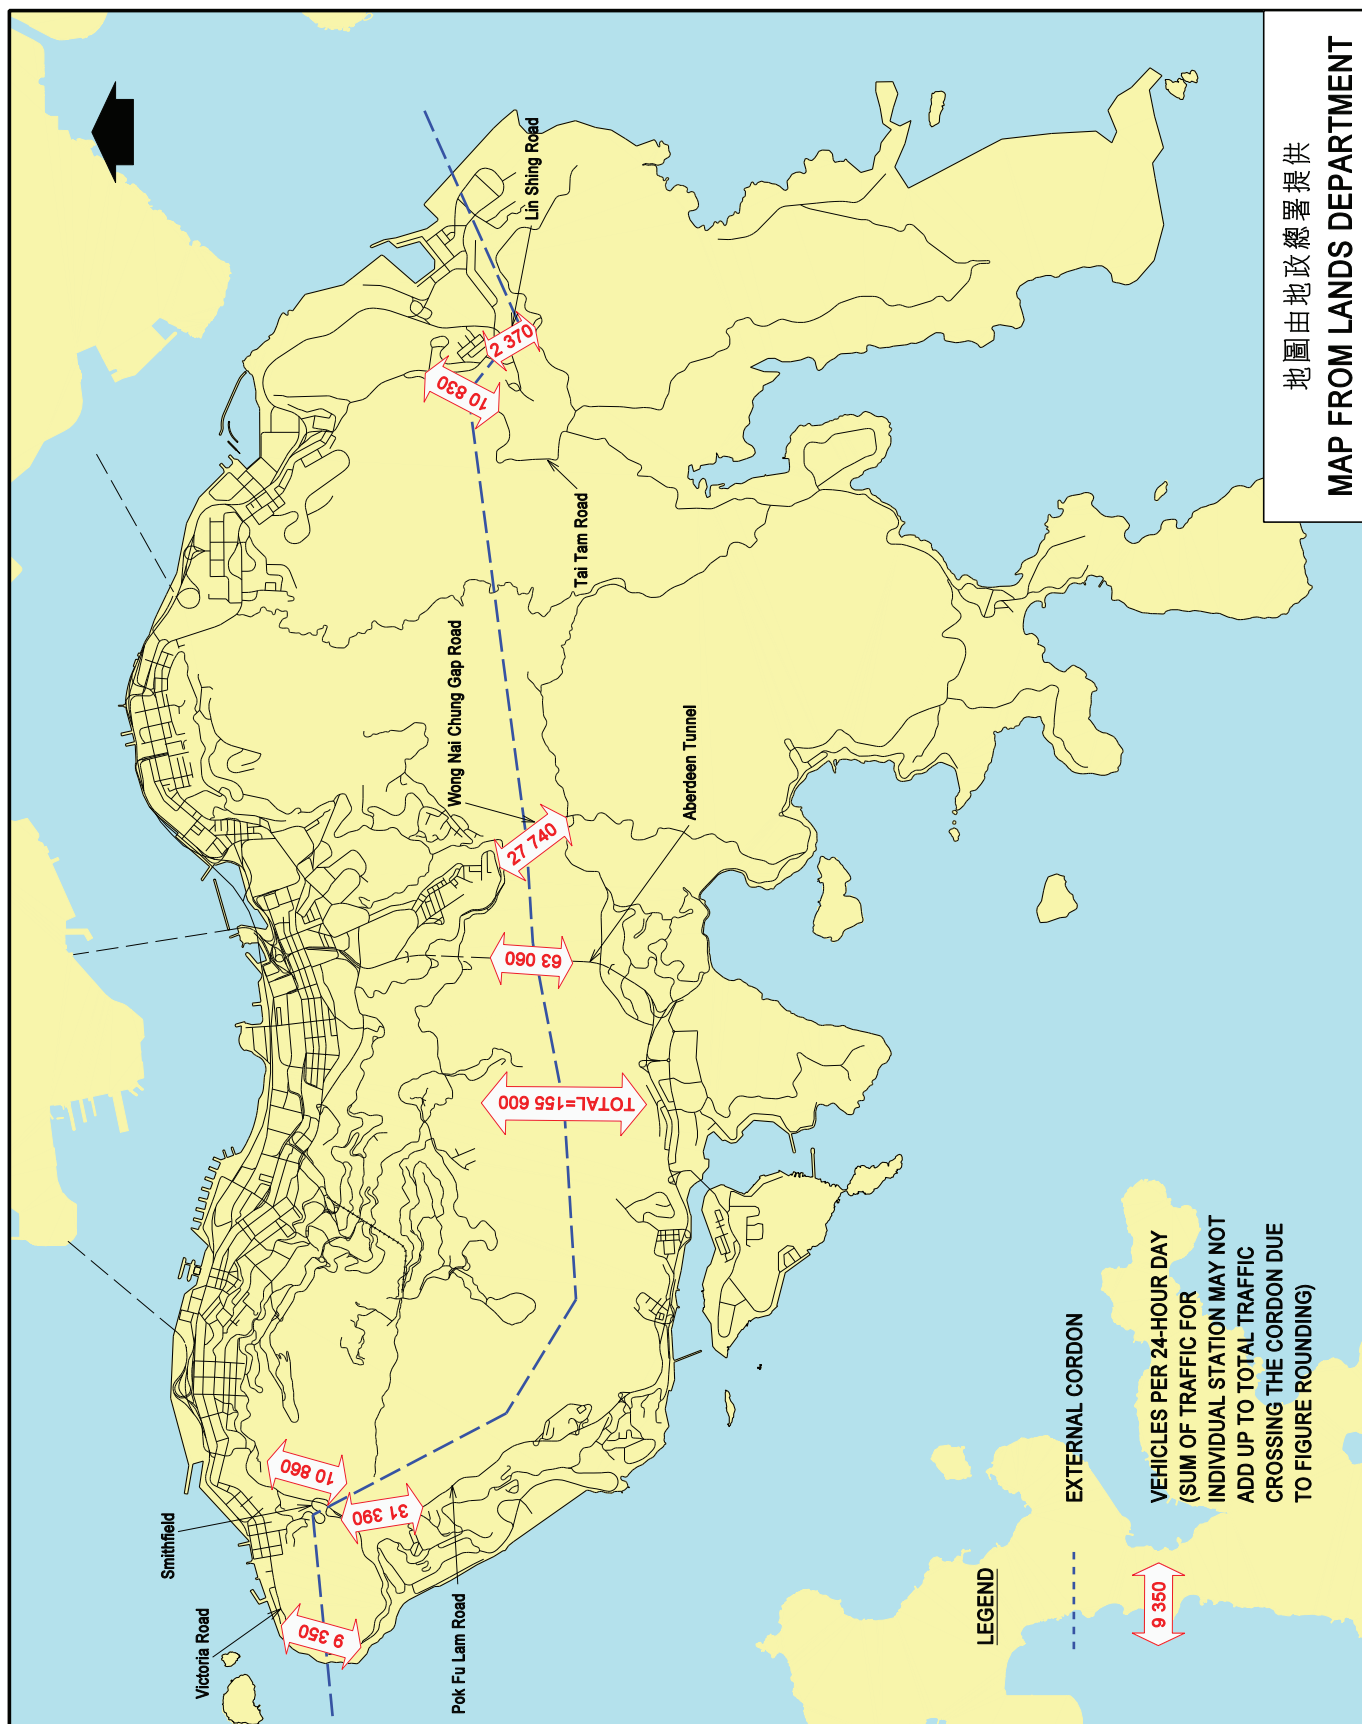 Victoria Road
Smithfield
Pok Fu Lam Road
Wong Nai Chung Gap Road
Aberdeen Tunnel
Tai Tam Road
Lin Shing Road
9 350
10 860
31 390
TOTAL=155 600
63 060
27 740
10 830
2 370
LEGEND
EXTERNAL CORDON
9 350
VEHICLES PER 24-HOUR DAY
(SUM OF TRAFFIC FOR
INDIVIDUAL STATION MAY NOT
ADD UP TO TOTAL TRAFFIC
CROSSING THE CORDON DUE
TO FIGURE ROUNDING)
地圖由地政總署提供
MAP FROM LANDS DEPARTMENT